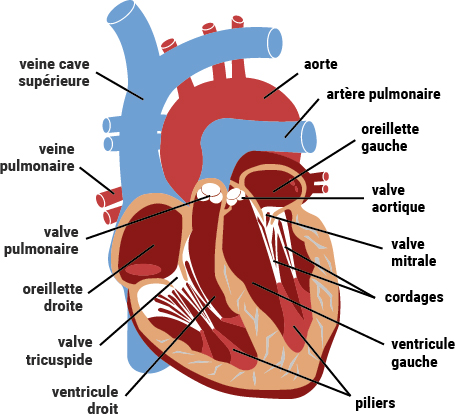 veine cave
supérieure
aorte
artère pulmonaire
oreillette
gauche
veine
pulmonaire
valve
aortique
valve
pulmonaire
valve
mitrale
oreillette
droite
cordages
valve
tricuspide
ventricule
gauche
ventricule
droit
piliers